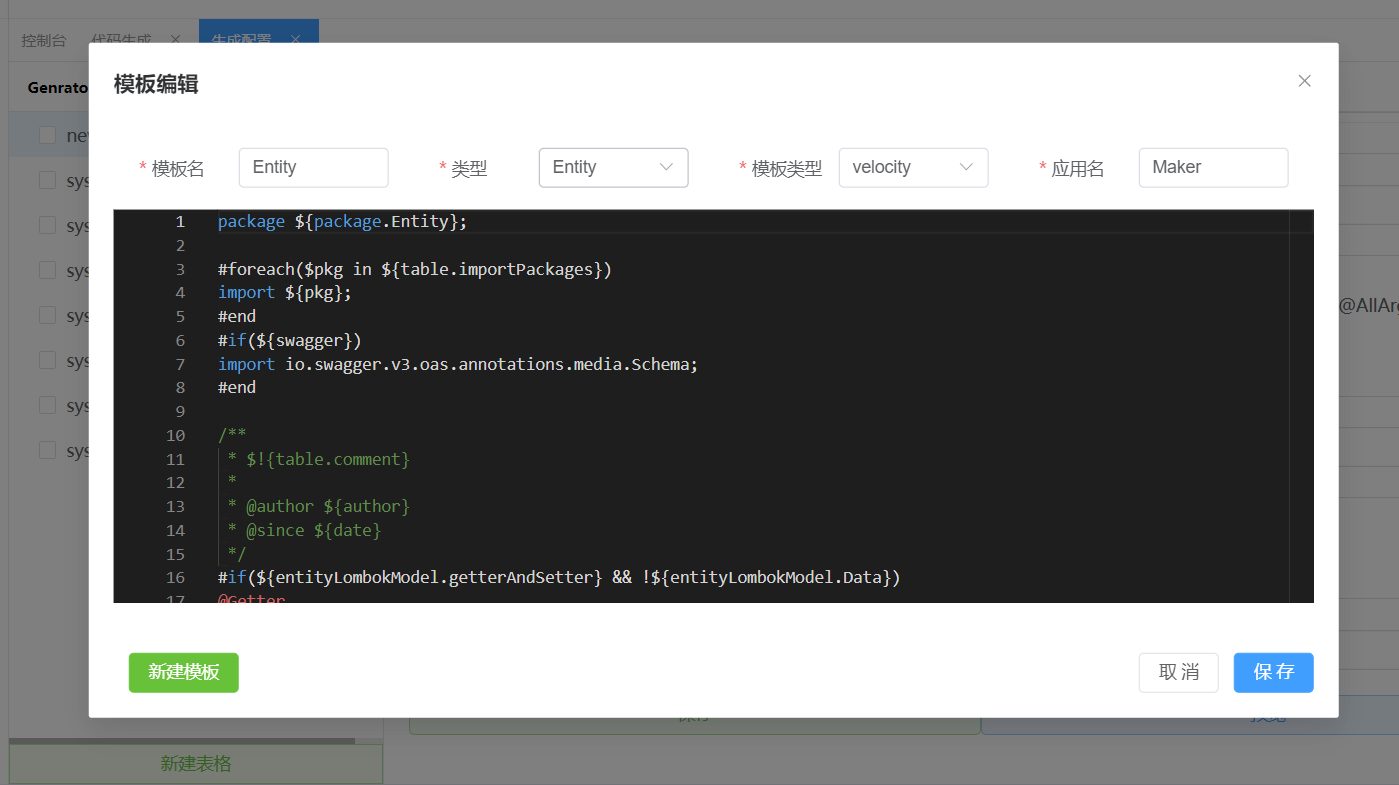 控制台 代码生成 生成配置
Genrato
模板编辑
* 模板名 Entity * 类型 Entity * 模板类型 velocity * 应用名 Maker
ne
sys
sys
sys
sys
sys
sys
sys
@AllArg
1 package ${package.Entity};
2
3 #foreach($pkg in ${table.importPackages})
4 import ${pkg};
5 #end
6 #if(${swagger})
7 import io.swagger.v3.oas.annotations.media.Schema;
8 #end
9
10 /**
11 * $!{table.comment}
12 *
13 * @author ${author}
14 * @since ${date}
15 */
16 #if(${entityLombokModel.getterAndSetter} && !${entityLombokModel.Data})
17 @Getter
新建模板 取消 保存
新建表格